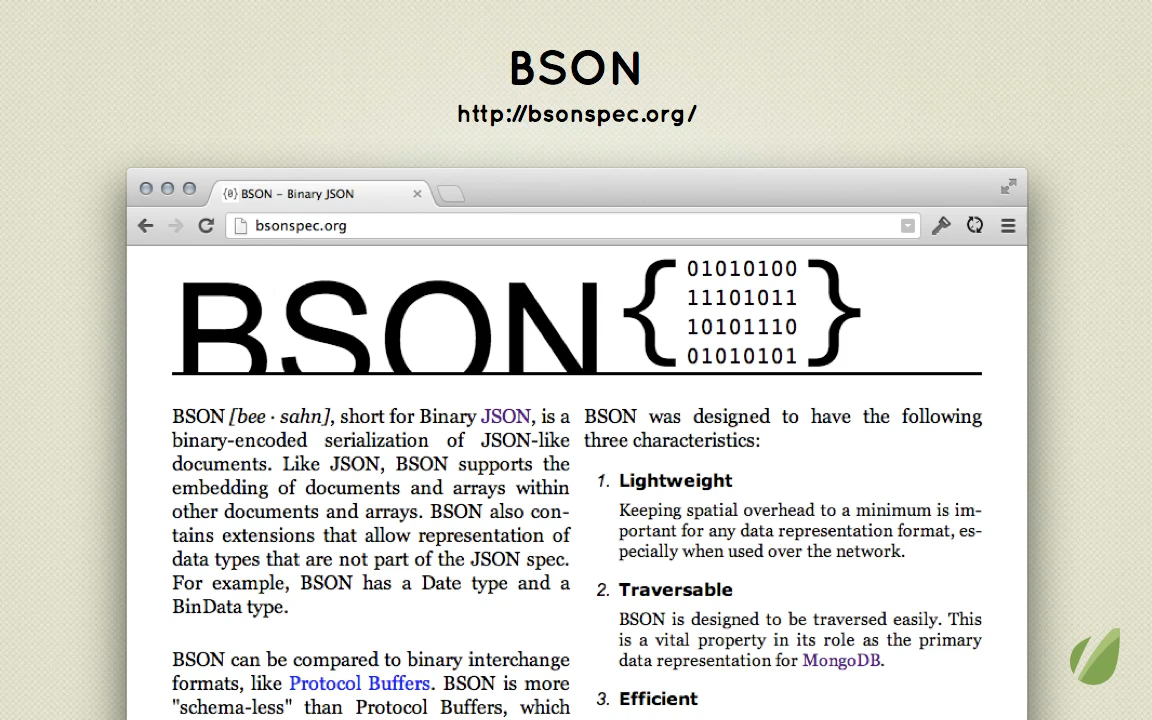 BSON
http://bsonspec.org/
{0} BSON – Binary JSON
bsonspec.org
BSON
{
01010100
11101011
10101110
01010101
}
BSON [bee · sahn], short for Binary JSON, is a
binary-encoded serialization of JSON-like
documents. Like JSON, BSON supports the
embedding of documents and arrays within
other documents and arrays. BSON also con-
tains extensions that allow representation of
data types that are not part of the JSON spec.
For example, BSON has a Date type and a
BinData type.
BSON can be compared to binary interchange
formats, like Protocol Buffers. BSON is more
"schema-less" than Protocol Buffers, which
BSON was designed to have the following
three characteristics:
1. Lightweight
Keeping spatial overhead to a minimum is im-
portant for any data representation format, es-
pecially when used over the network.
2. Traversable
BSON is designed to be traversed easily. This
is a vital property in its role as the primary
data representation for MongoDB.
3. Efficient